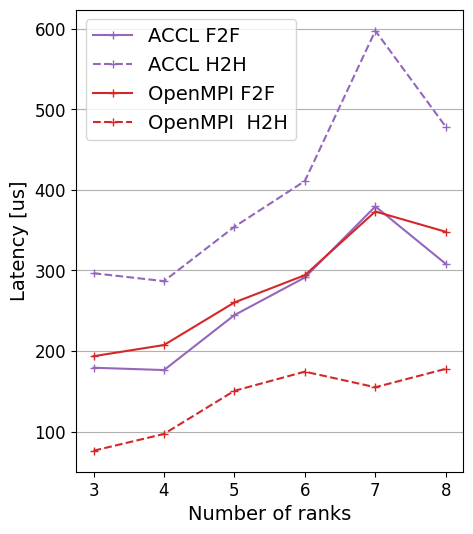 ACCL F2F
ACCL H2H
OpenMPI F2F
OpenMPI  H2H
600
500
400
300
200
100
Latency [us]
3 4 5 6 7 8
Number of ranks